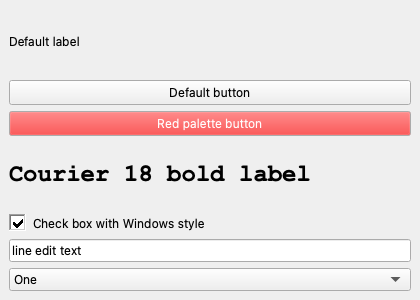 Default label
Default button
Red palette button
Courier 18 bold label
Check box with Windows style
line edit text
One